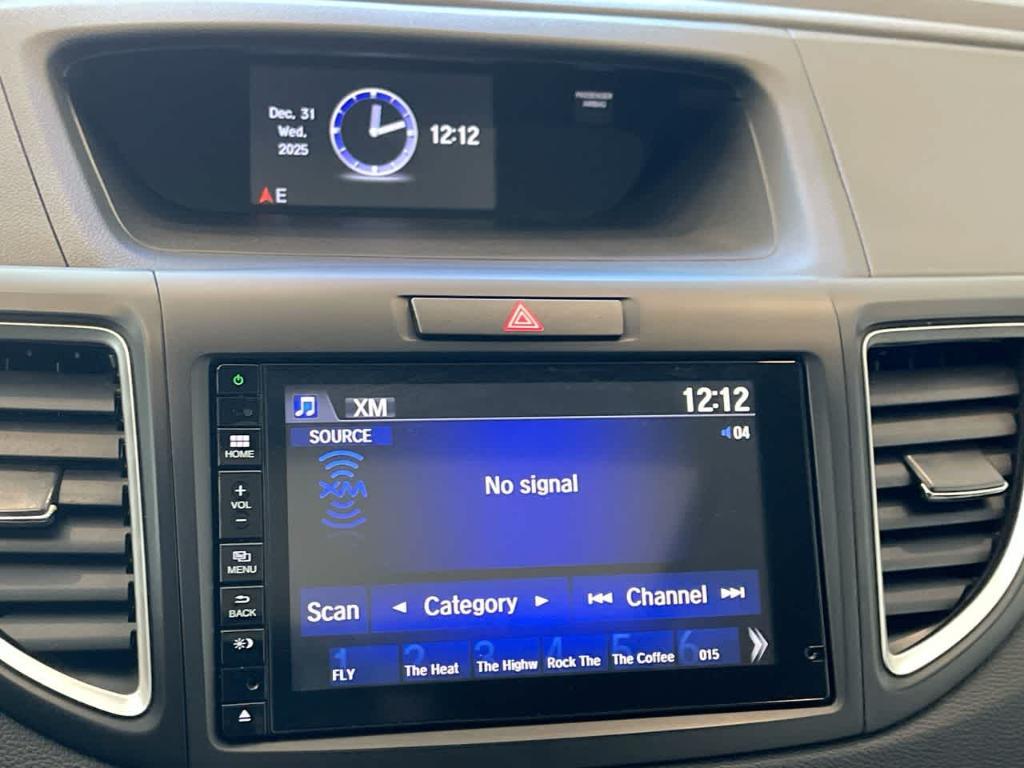 Dec. 31
Wed.
2025
12:12
E
PASSENGER
AIRBAG
XM
12:12
SOURCE
04
XM
No signal
HOME
+
VOL
−
MENU
BACK
Scan
◄ Category ►
Channel
1 2 3 4 5 6
FLY
The Heat
The Highw
Rock The
The Coffee
015